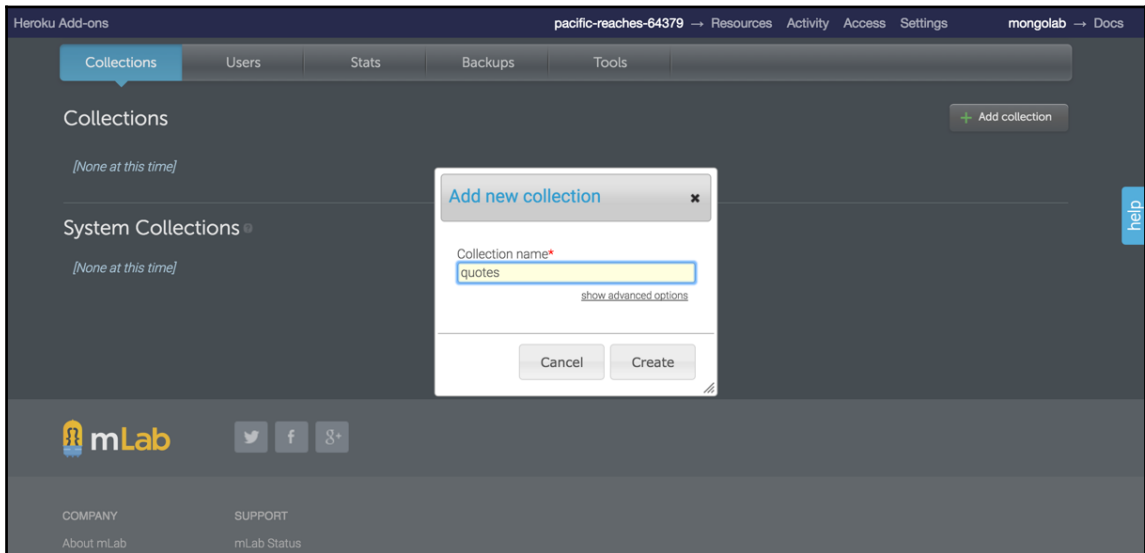 Heroku Add-ons pacific-reaches-64379 → Resources Activity Access Settings mongolab → Docs
Collections Users Stats Backups Tools
Collections
+ Add collection
[None at this time]
Add new collection ×
System Collections
Collection name*
quotes
[None at this time]
show advanced options
Cancel Create
help
mLab
f g+
COMPANY SUPPORT
About mLab mLab Status